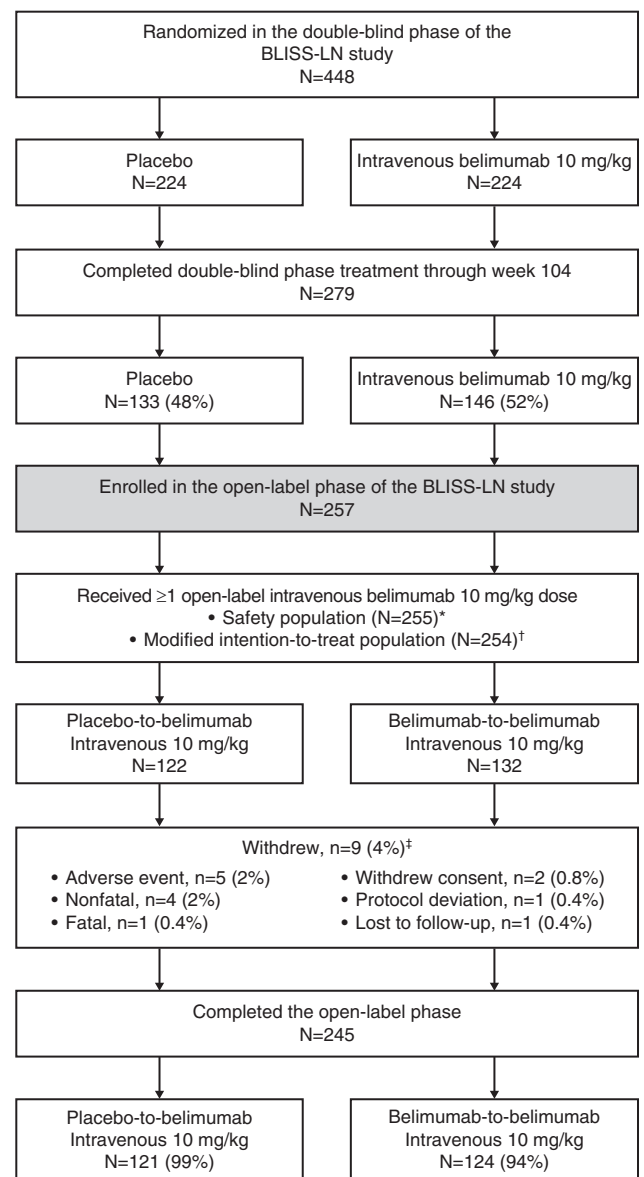 Randomized in the double-blind phase of the
BLISS-LN study
N=448
Placebo
N=224
Intravenous belimumab 10 mg/kg
N=224
Completed double-blind phase treatment through week 104
N=279
Placebo
N=133 (48%)
Intravenous belimumab 10 mg/kg
N=146 (52%)
Enrolled in the open-label phase of the BLISS-LN study
N=257
Received ≥1 open-label intravenous belimumab 10 mg/kg dose
• Safety population (N=255)*
• Modified intention-to-treat population (N=254)†
Placebo-to-belimumab
Intravenous 10 mg/kg
N=122
Belimumab-to-belimumab
Intravenous 10 mg/kg
N=132
Withdrew, n=9 (4%)‡
• Adverse event, n=5 (2%)
• Nonfatal, n=4 (2%)
• Fatal, n=1 (0.4%)
• Withdrew consent, n=2 (0.8%)
• Protocol deviation, n=1 (0.4%)
• Lost to follow-up, n=1 (0.4%)
Completed the open-label phase
N=245
Placebo-to-belimumab
Intravenous 10 mg/kg
N=121 (99%)
Belimumab-to-belimumab
Intravenous 10 mg/kg
N=124 (94%)